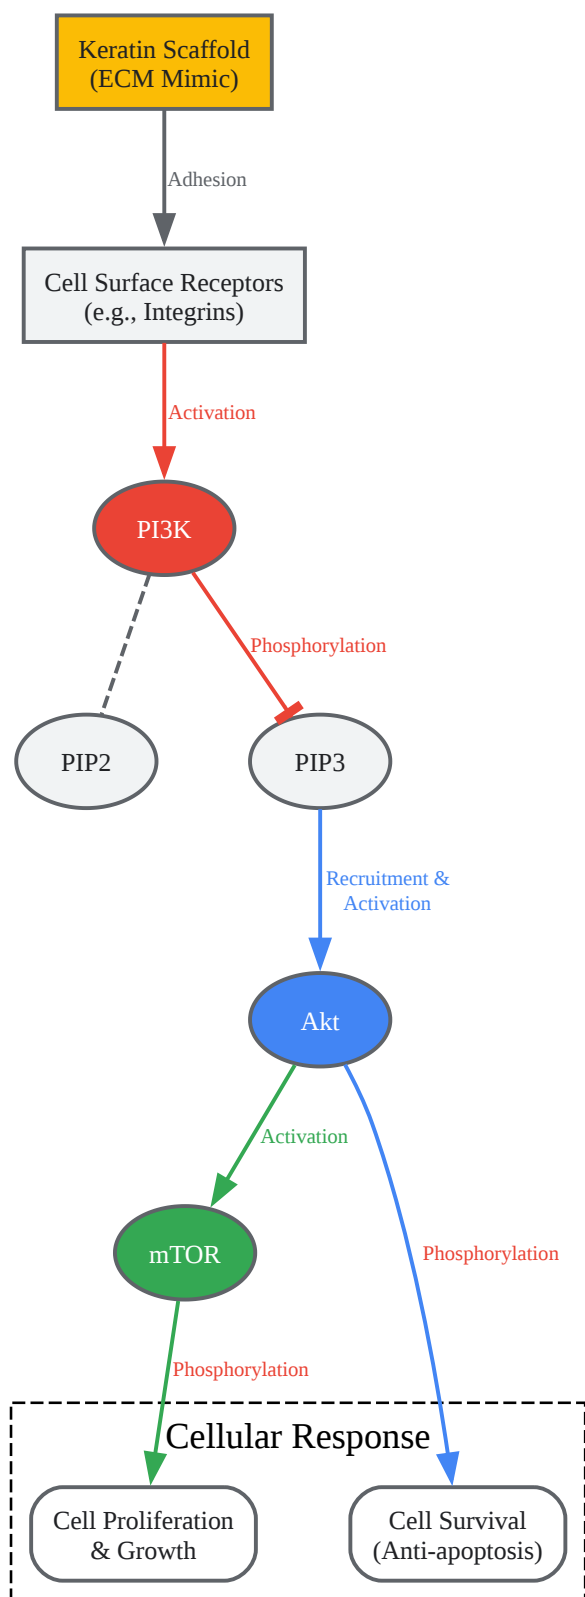 Keratin Scaffold
(ECM Mimic)
Adhesion
Cell Surface Receptors
(e.g., Integrins)
Activation
PI3K
Phosphorylation
PIP2
PIP3
Recruitment &
Activation
Akt
Activation
mTOR
Phosphorylation
Phosphorylation
Cellular Response
Cell Proliferation
& Growth
Cell Survival
(Anti-apoptosis)